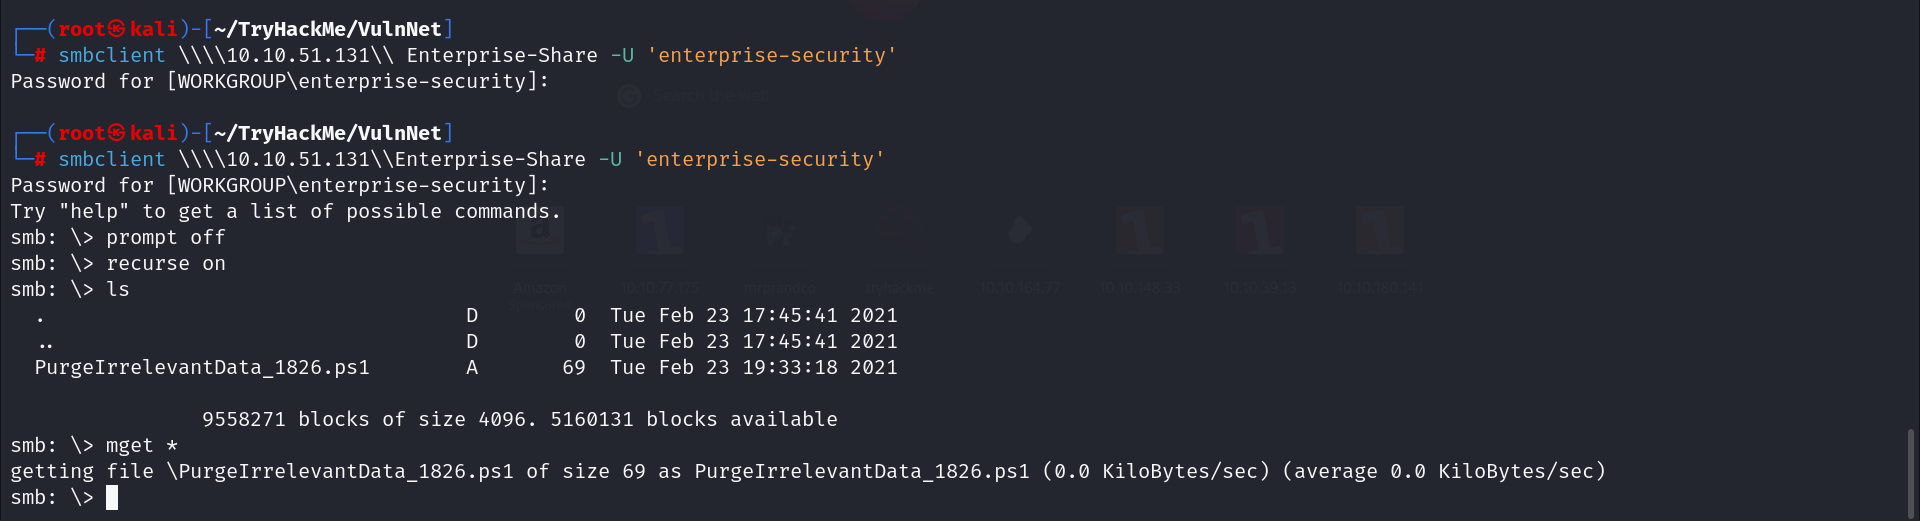 ┌──(root㉿kali)-[~/TryHackMe/VulnNet]
└─# smbclient \\\\10.10.51.131\\ Enterprise-Share -U 'enterprise-security'
Password for [WORKGROUP\enterprise-security]:
┌──(root㉿kali)-[~/TryHackMe/VulnNet]
└─# smbclient \\\\10.10.51.131\\Enterprise-Share -U 'enterprise-security'
Password for [WORKGROUP\enterprise-security]:
Try "help" to get a list of possible commands.
smb: \> prompt off
smb: \> recurse on
smb: \> ls
  .                                   D        0  Tue Feb 23 17:45:41 2021
  ..                                  D        0  Tue Feb 23 17:45:41 2021
  PurgeIrrelevantData_1826.ps1        A       69  Tue Feb 23 19:33:18 2021
                9558271 blocks of size 4096. 5160131 blocks available
smb: \> mget *
getting file \PurgeIrrelevantData_1826.ps1 of size 69 as PurgeIrrelevantData_1826.ps1 (0.0 KiloBytes/sec) (average 0.0 KiloBytes/sec)
smb: \>